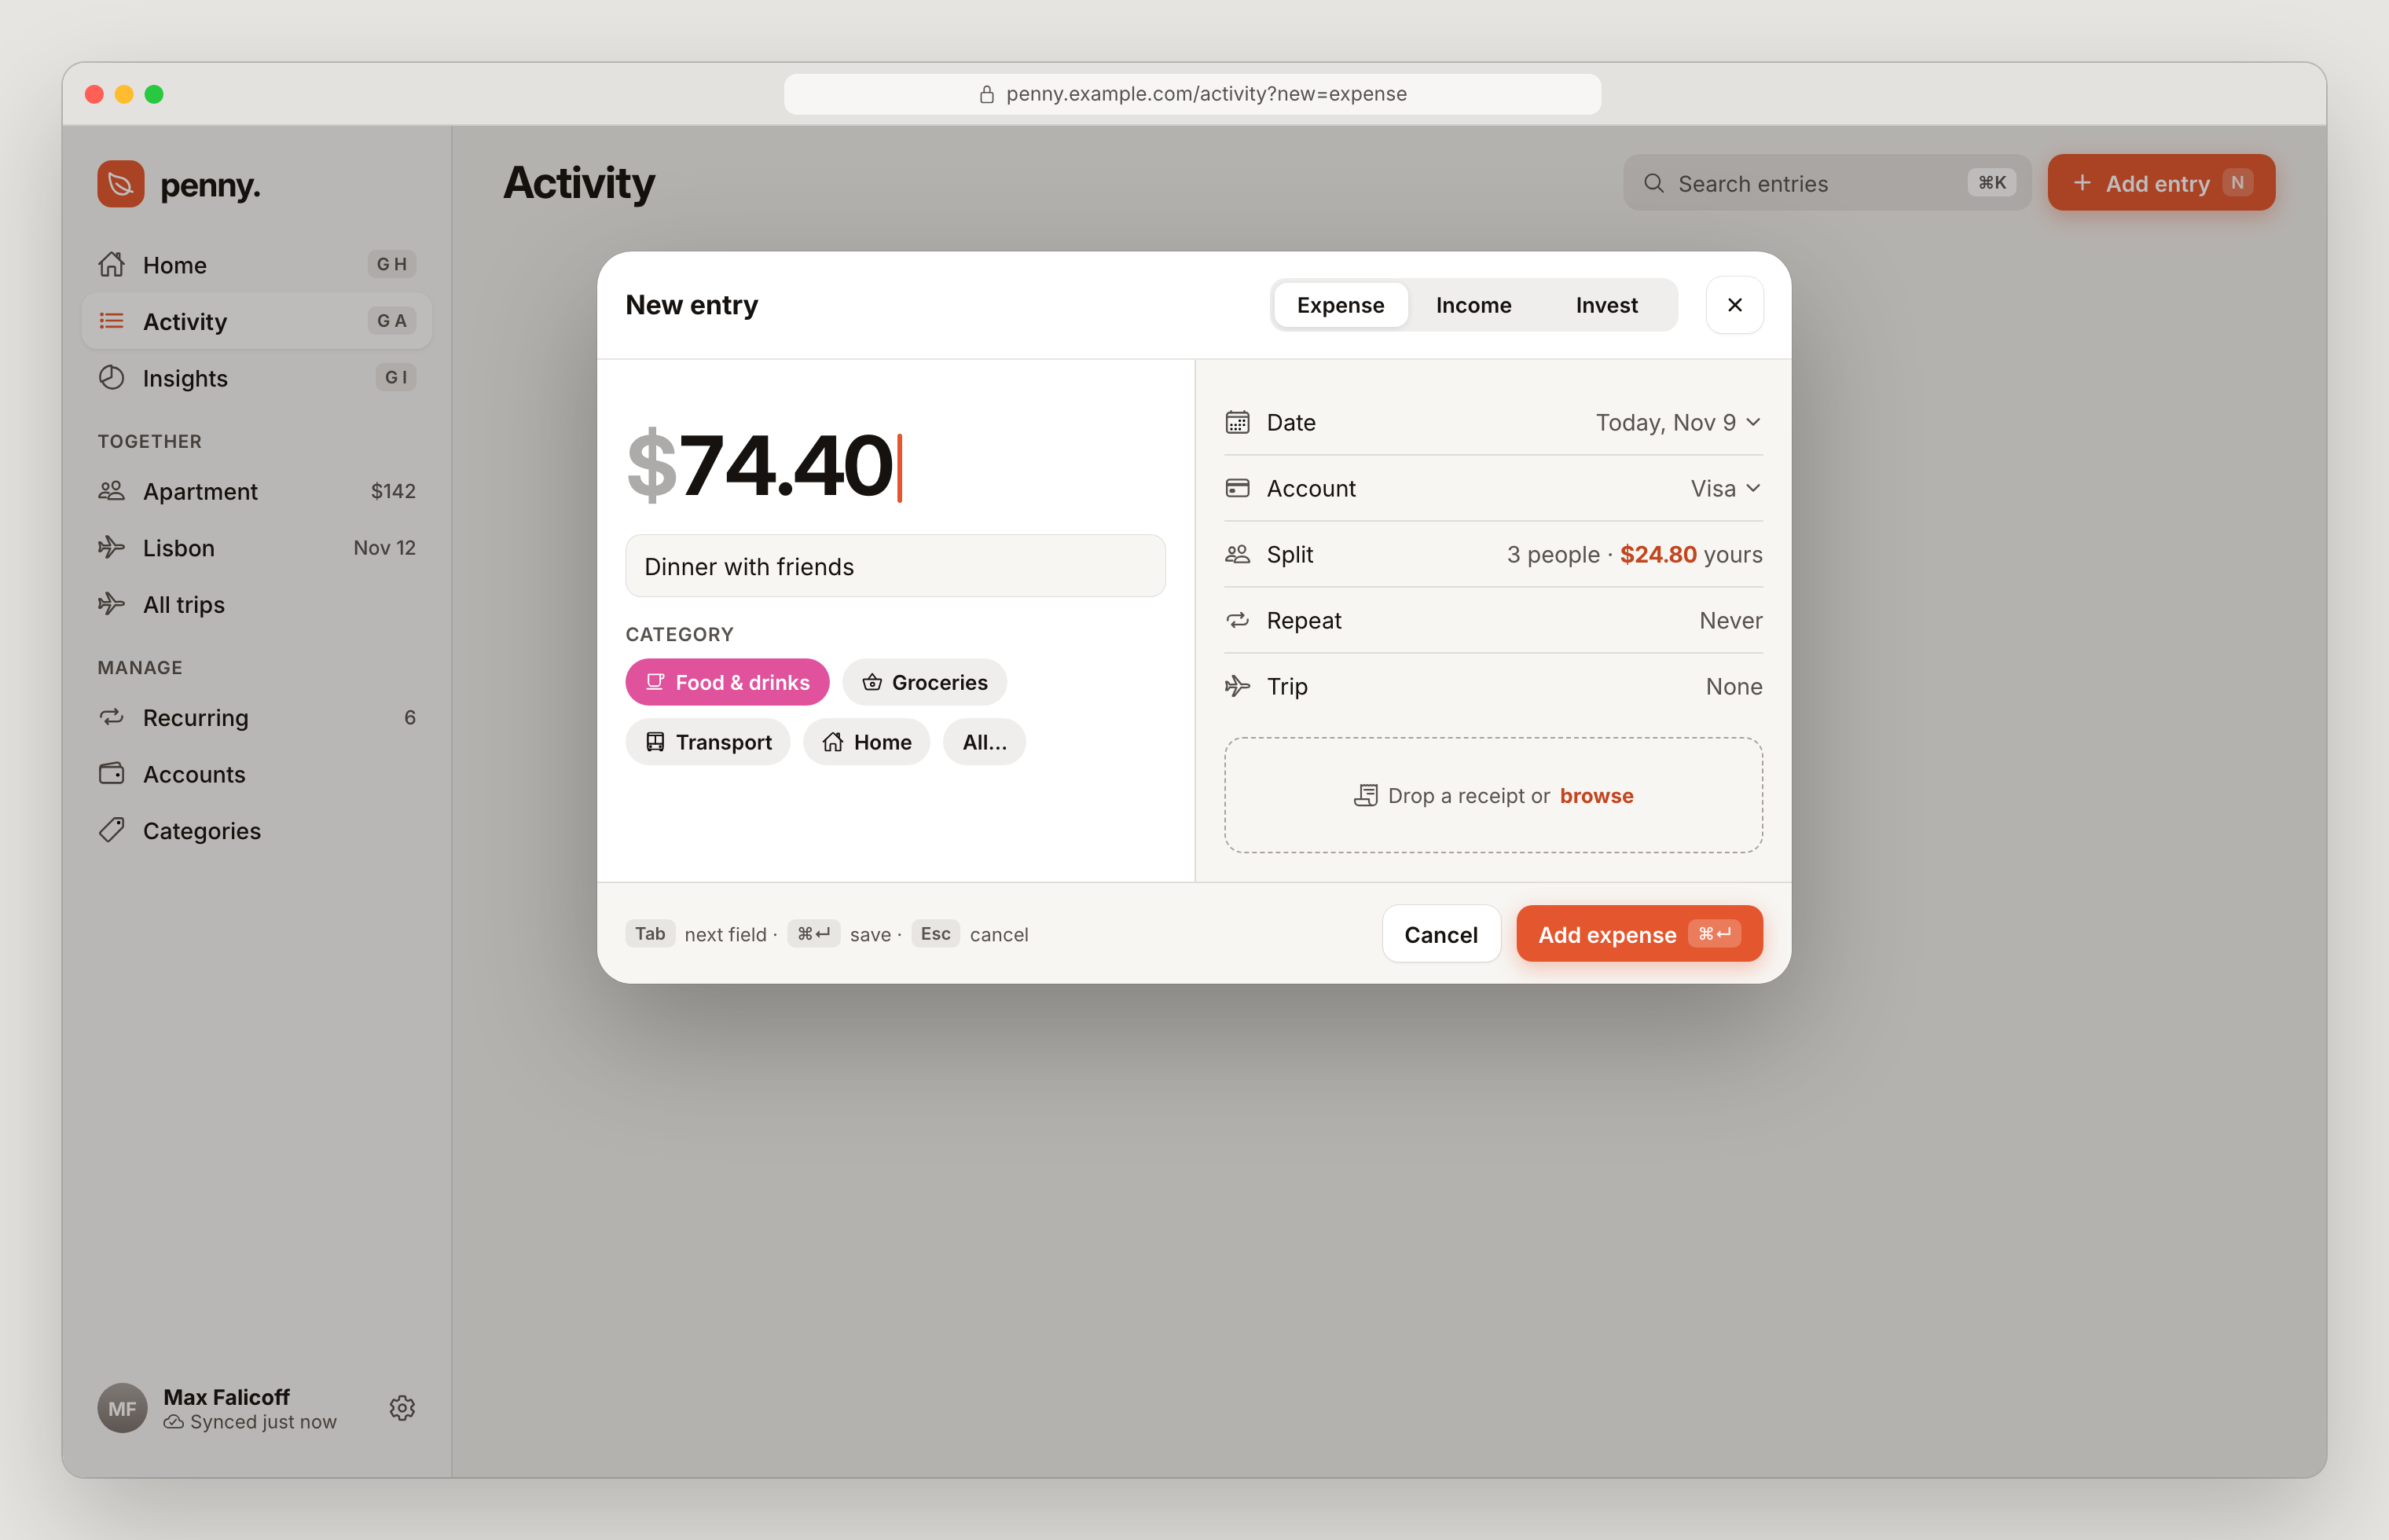 penny.example.com/activity?new=expense
penny.
Activity
Search entries ⌘K
Add entry N
Home G H
Activity G A
Insights G I
TOGETHER
Apartment $142
Lisbon Nov 12
All trips
MANAGE
Recurring 6
Accounts
Categories
MF
Max Falicoff
Synced just now
New entry
Expense Income Invest
$74.40
Dinner with friends
CATEGORY
Food & drinks Groceries
Transport Home All...
Date Today, Nov 9
Account Visa
Split 3 people · $24.80 yours
Repeat Never
Trip None
Drop a receipt or browse
Tab next field · ⌘↵ save · Esc cancel
Cancel
Add expense ⌘↵